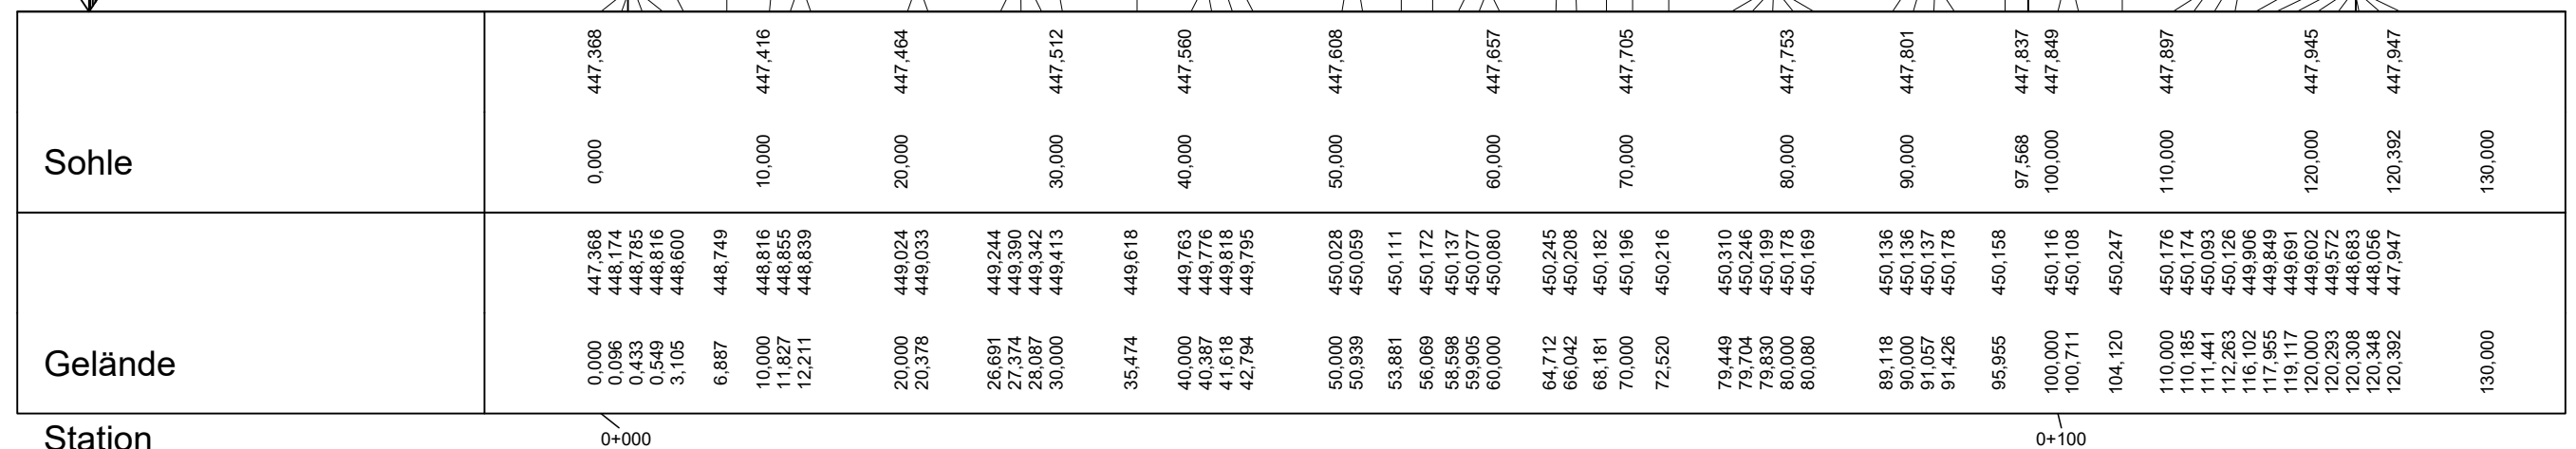 447,368 447,416 447,464 447,512 447,560 447,608 447,657 447,705 447,753 447,801 447,837 447,849 447,897 447,945 447,947
Sohle 0,000 10,000 20,000 30,000 40,000 50,000 60,000 70,000 80,000 90,000 97,568 100,000 110,000 120,000 120,392 130,000
447,368 448,174 448,785 448,816 448,600 448,749 448,816 448,855 448,839 449,024 449,033 449,244 449,390 449,342 449,413 449,618 449,763 449,776 449,818 449,795 450,028 450,059 450,111 450,172 450,137 450,077 450,080 450,245 450,208 450,182 450,196 450,216 450,310 450,246 450,199 450,178 450,169 450,136 450,136 450,137 450,178 450,158 450,116 450,108 450,247 450,176 450,174 450,093 450,126 449,906 449,849 449,691 449,602 449,572 448,683 448,056 447,947
Gelände 0,000 0,096 0,433 0,549 3,105 6,887 10,000 11,827 12,211 20,000 20,378 26,691 27,374 28,087 30,000 35,474 40,000 40,387 41,618 42,794 50,000 50,939 53,881 56,069 58,598 59,905 60,000 64,712 66,042 68,181 70,000 72,520 79,449 79,704 79,830 80,000 80,080 89,118 90,000 91,057 91,426 95,955 100,000 100,711 104,120 110,000 110,185 111,441 112,263 116,102 117,955 119,117 120,000 120,293 120,308 120,348 120,392 130,000
Station 0+000 0+100